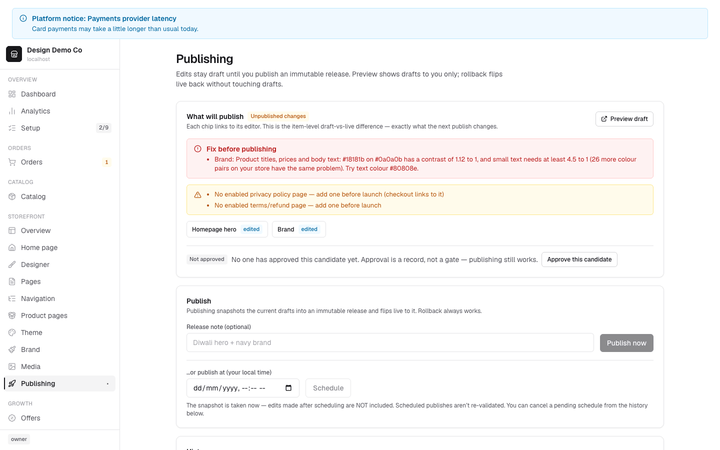 Platform notice: Payments provider latency
Card payments may take a little longer than usual today.
Design Demo Co
localhost
OVERVIEW
Dashboard
Analytics
Setup 2/9
ORDERS
Orders 1
CATALOG
Catalog
STOREFRONT
Overview
Home page
Designer
Pages
Navigation
Product pages
Theme
Brand
Media
Publishing
GROWTH
Offers
owner
Publishing
Edits stay draft until you publish an immutable release. Preview shows drafts to you only; rollback flips
live back without touching drafts.
What will publish Unpublished changes
Each chip links to its editor. This is the item-level draft-vs-live difference — exactly what the next publish changes.
Preview draft
Fix before publishing
• Brand: Product titles, prices and body text: #18181b on #0a0a0b has a contrast of 1.12 to 1, and small text needs at least 4.5 to 1 (26 more colour
pairs on your store have the same problem). Try text colour #80808e.
• No enabled privacy policy page — add one before launch (checkout links to it)
• No enabled terms/refund page — add one before launch
Homepage hero edited Brand edited
Not approved No one has approved this candidate yet. Approval is a record, not a gate — publishing still works. Approve this candidate
Publish
Publishing snapshots the current drafts into an immutable release and flips live to it. Rollback always works.
Release note (optional)
Diwali hero + navy brand Publish now
…or publish at (your local time)
dd/mm/yyyy, --:-- -- Schedule
The snapshot is taken now — edits made after scheduling are NOT included. Scheduled publishes aren't re-validated. You can cancel a pending schedule from the history
below.